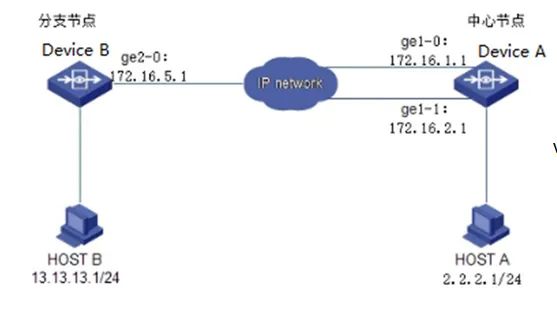 分支节点
Device B
ge2-0:
172.16.5.1
IP network
中心节点
ge1-0:
Device A
172.16.1.1
ge1-1:
172.16.2.1
HOST B
13.13.13.1/24
HOST A
2.2.2.1/24